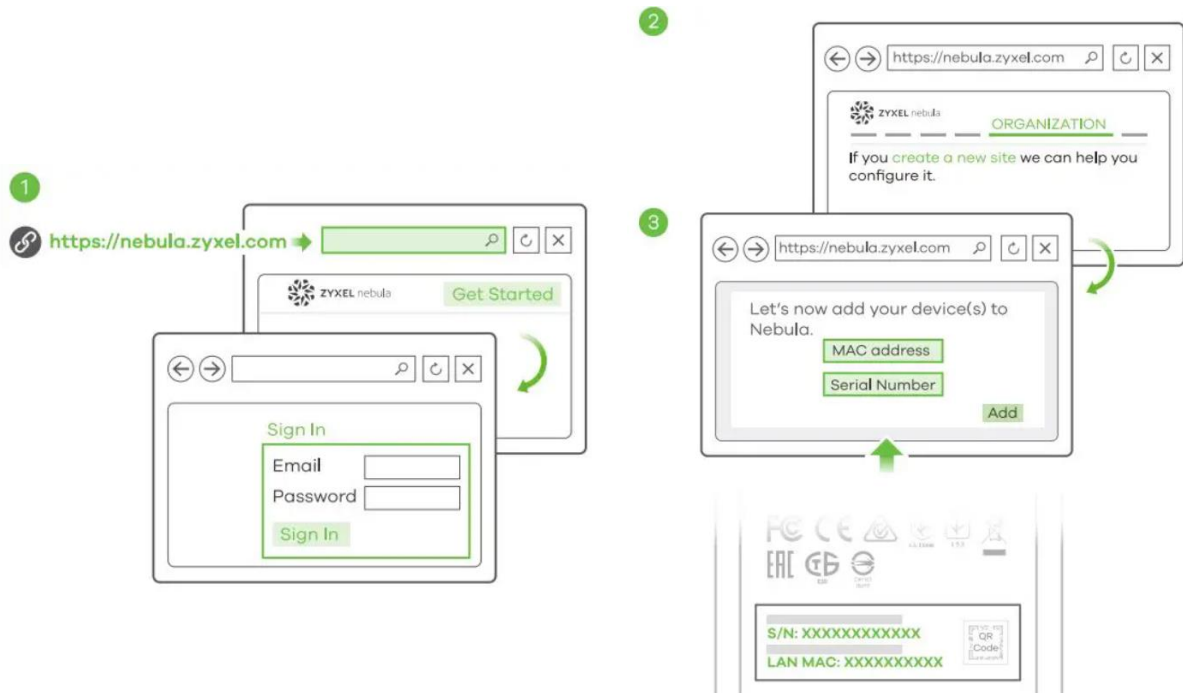 1
https://nebula.zyxel.com
ZYXEL nebula
Get Started
Sign In
Email
Password
Sign In
2
https://nebula.zyxel.com
ZYXEL nebula
ORGANIZATION
If you create a new site we can help you
configure it.
3
https://nebula.zyxel.com
Let's now add your device(s) to
Nebula.
MAC address
Serial Number
Add
FC CE
EAC
S/N: XXXXXXXXXXXX
LAN MAC: XXXXXXXXXX
QR
Code